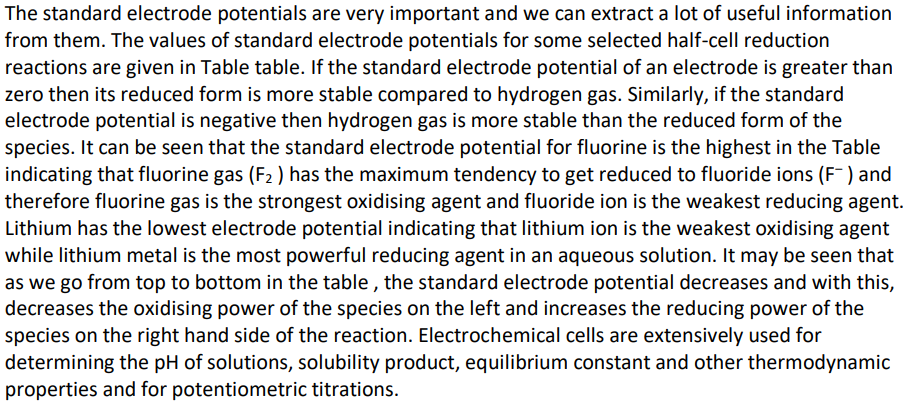 The standard electrode potentials are very important and we can extract a lot of useful information
from them. The values of standard electrode potentials for some selected half-cell reduction
reactions are given in Table table. If the standard electrode potential of an electrode is greater than
zero then its reduced form is more stable compared to hydrogen gas. Similarly, if the standard
electrode potential is negative then hydrogen gas is more stable than the reduced form of the
species. It can be seen that the standard electrode potential for fluorine is the highest in the Table
indicating that fluorine gas (F₂ ) has the maximum tendency to get reduced to fluoride ions (F⁻ ) and
therefore fluorine gas is the strongest oxidising agent and fluoride ion is the weakest reducing agent.
Lithium has the lowest electrode potential indicating that lithium ion is the weakest oxidising agent
while lithium metal is the most powerful reducing agent in an aqueous solution. It may be seen that
as we go from top to bottom in the table , the standard electrode potential decreases and with this,
decreases the oxidising power of the species on the left and increases the reducing power of the
species on the right hand side of the reaction. Electrochemical cells are extensively used for
determining the pH of solutions, solubility product, equilibrium constant and other thermodynamic
properties and for potentiometric titrations.